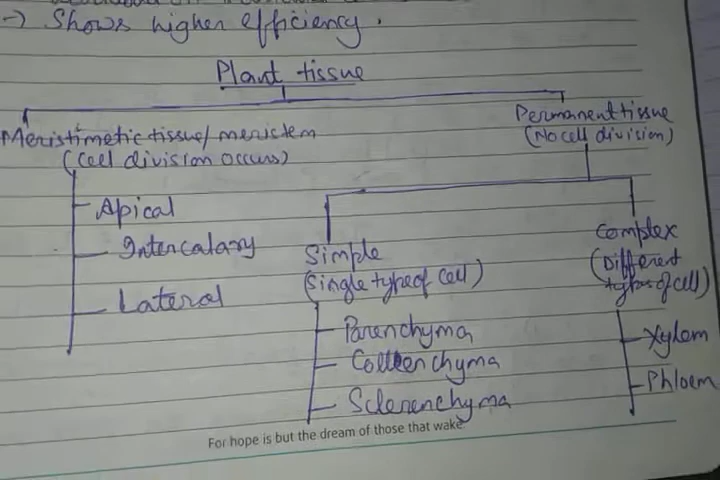 → Shows higher efficiency.
Plant tissue
Meristimetic tissue/ merictem
(Cell division occurs)
Apical
Intercalary
Lateral
Permanent tissue
(No cell division)
Simple
(Single type of cell)
Parenchyma
Collenchyma
Sclerenchyma
Complex
(Different
types of cell)
Xylem
Phloem
For hope is but the dream of those that wake